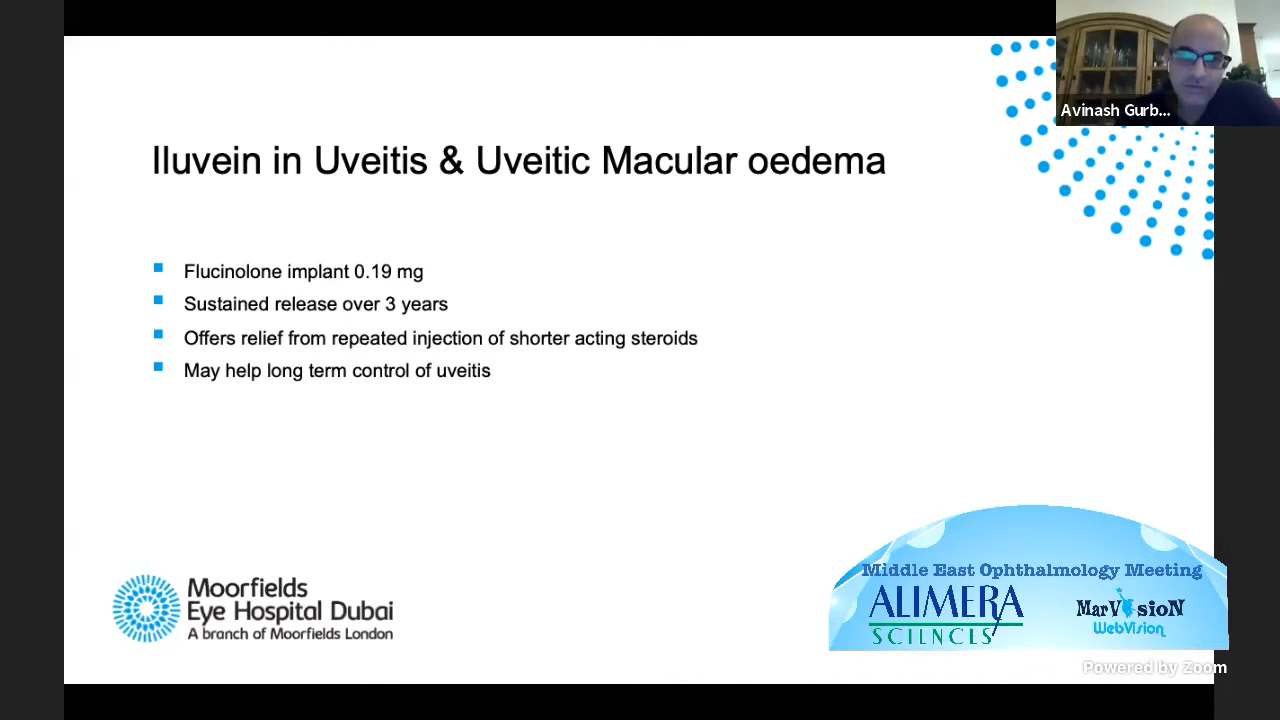 Avinash Gurb...
Iluvein in Uveitis & Uveitic Macular oedema
Flucinolone implant 0.19 mg
Sustained release over 3 years
Offers relief from repeated injection of shorter acting steroids
May help long term control of uveitis
Moorfields
Eye Hospital Dubai
A branch of Moorfields London
Middle East Ophthalmology Meeting
ALIMERA
SCIENCES
MarVisioN
WebVision
Powered by Zoom